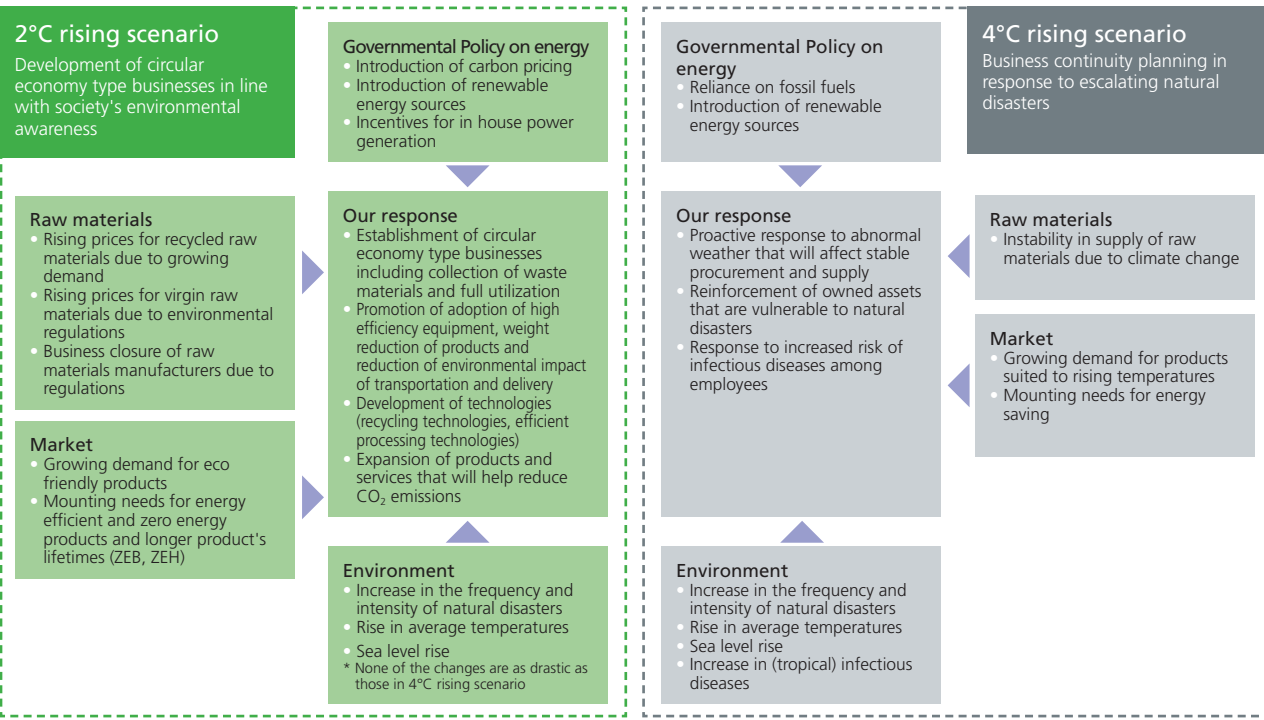 2°C rising scenario
Development of circular
economy type businesses in line
with society's environmental
awareness
Governmental Policy on energy
• Introduction of carbon pricing
• Introduction of renewable
energy sources
• Incentives for in house power
generation
Raw materials
• Rising prices for recycled raw
materials due to growing
demand
• Rising prices for virgin raw
materials due to environmental
regulations
• Business closure of raw
materials manufacturers due to
regulations
Market
• Growing demand for eco
friendly products
• Mounting needs for energy
efficient and zero energy
products and longer product's
lifetimes (ZEB, ZEH)
Our response
• Establishment of circular
economy type businesses
including collection of waste
materials and full utilization
• Promotion of adoption of high
efficiency equipment, weight
reduction of products and
reduction of environmental impact
of transportation and delivery
• Development of technologies
(recycling technologies, efficient
processing technologies)
• Expansion of products and
services that will help reduce
CO₂ emissions
Environment
• Increase in the frequency and
intensity of natural disasters
• Rise in average temperatures
• Sea level rise
* None of the changes are as drastic as
those in 4°C rising scenario
Governmental Policy on
energy
• Reliance on fossil fuels
• Introduction of renewable
energy sources
4°C rising scenario
Business continuity planning in
response to escalating natural
disasters
Our response
• Proactive response to abnormal
weather that will affect stable
procurement and supply
• Reinforcement of owned assets
that are vulnerable to natural
disasters
• Response to increased risk of
infectious diseases among
employees
Raw materials
• Instability in supply of raw
materials due to climate change
Market
• Growing demand for products
suited to rising temperatures
• Mounting needs for energy
saving
Environment
• Increase in the frequency and
intensity of natural disasters
• Rise in average temperatures
• Sea level rise
• Increase in (tropical) infectious
diseases